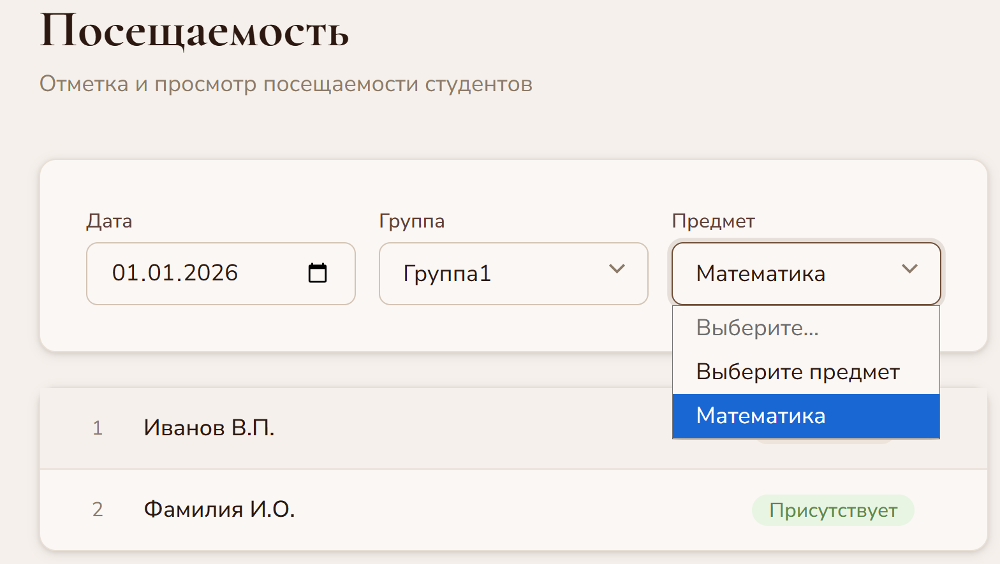 Посещаемость
Отметка и просмотр посещаемости студентов
Дата
Группа
Предмет
01.01.2026
Группа1
Математика
Выберите...
Выберите предмет
Математика
1 Иванов В.П.
2 Фамилия И.О. Присутствует